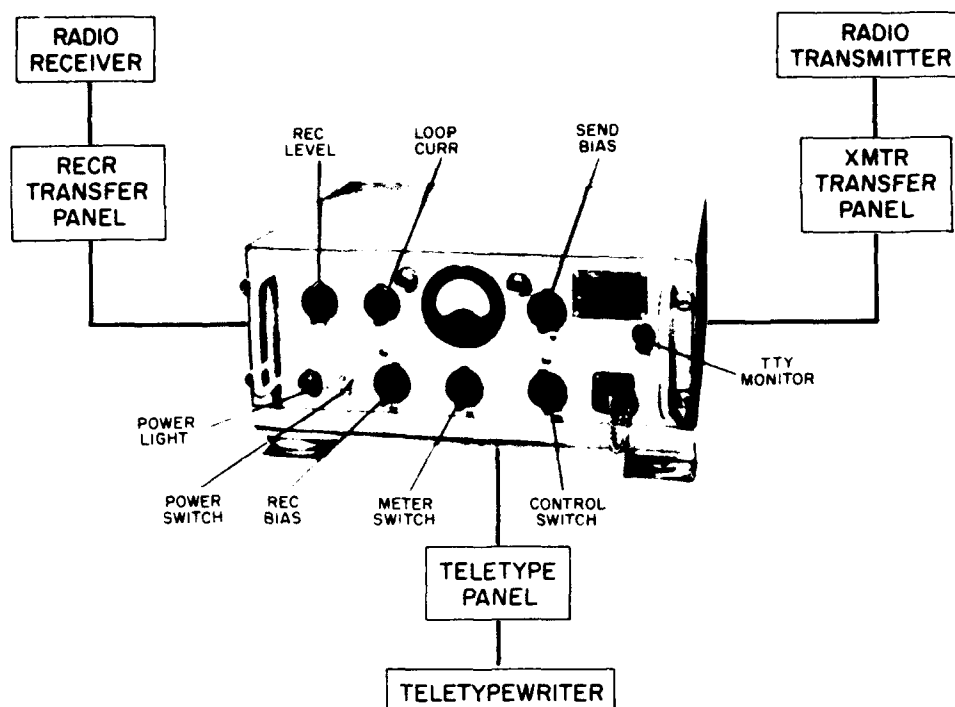 RADIO
RECEIVER
RADIO
TRANSMITTER
RECR
TRANSFER
PANEL
REC
LEVEL
LOOP
CURR
SEND
BIAS
XMTR
TRANSFER
PANEL
TTY
MONITOR
POWER
LIGHT
POWER
SWITCH
REC
BIAS
METER
SWITCH
CONTROL
SWITCH
TELETYPE
PANEL
TELETYPEWRITER